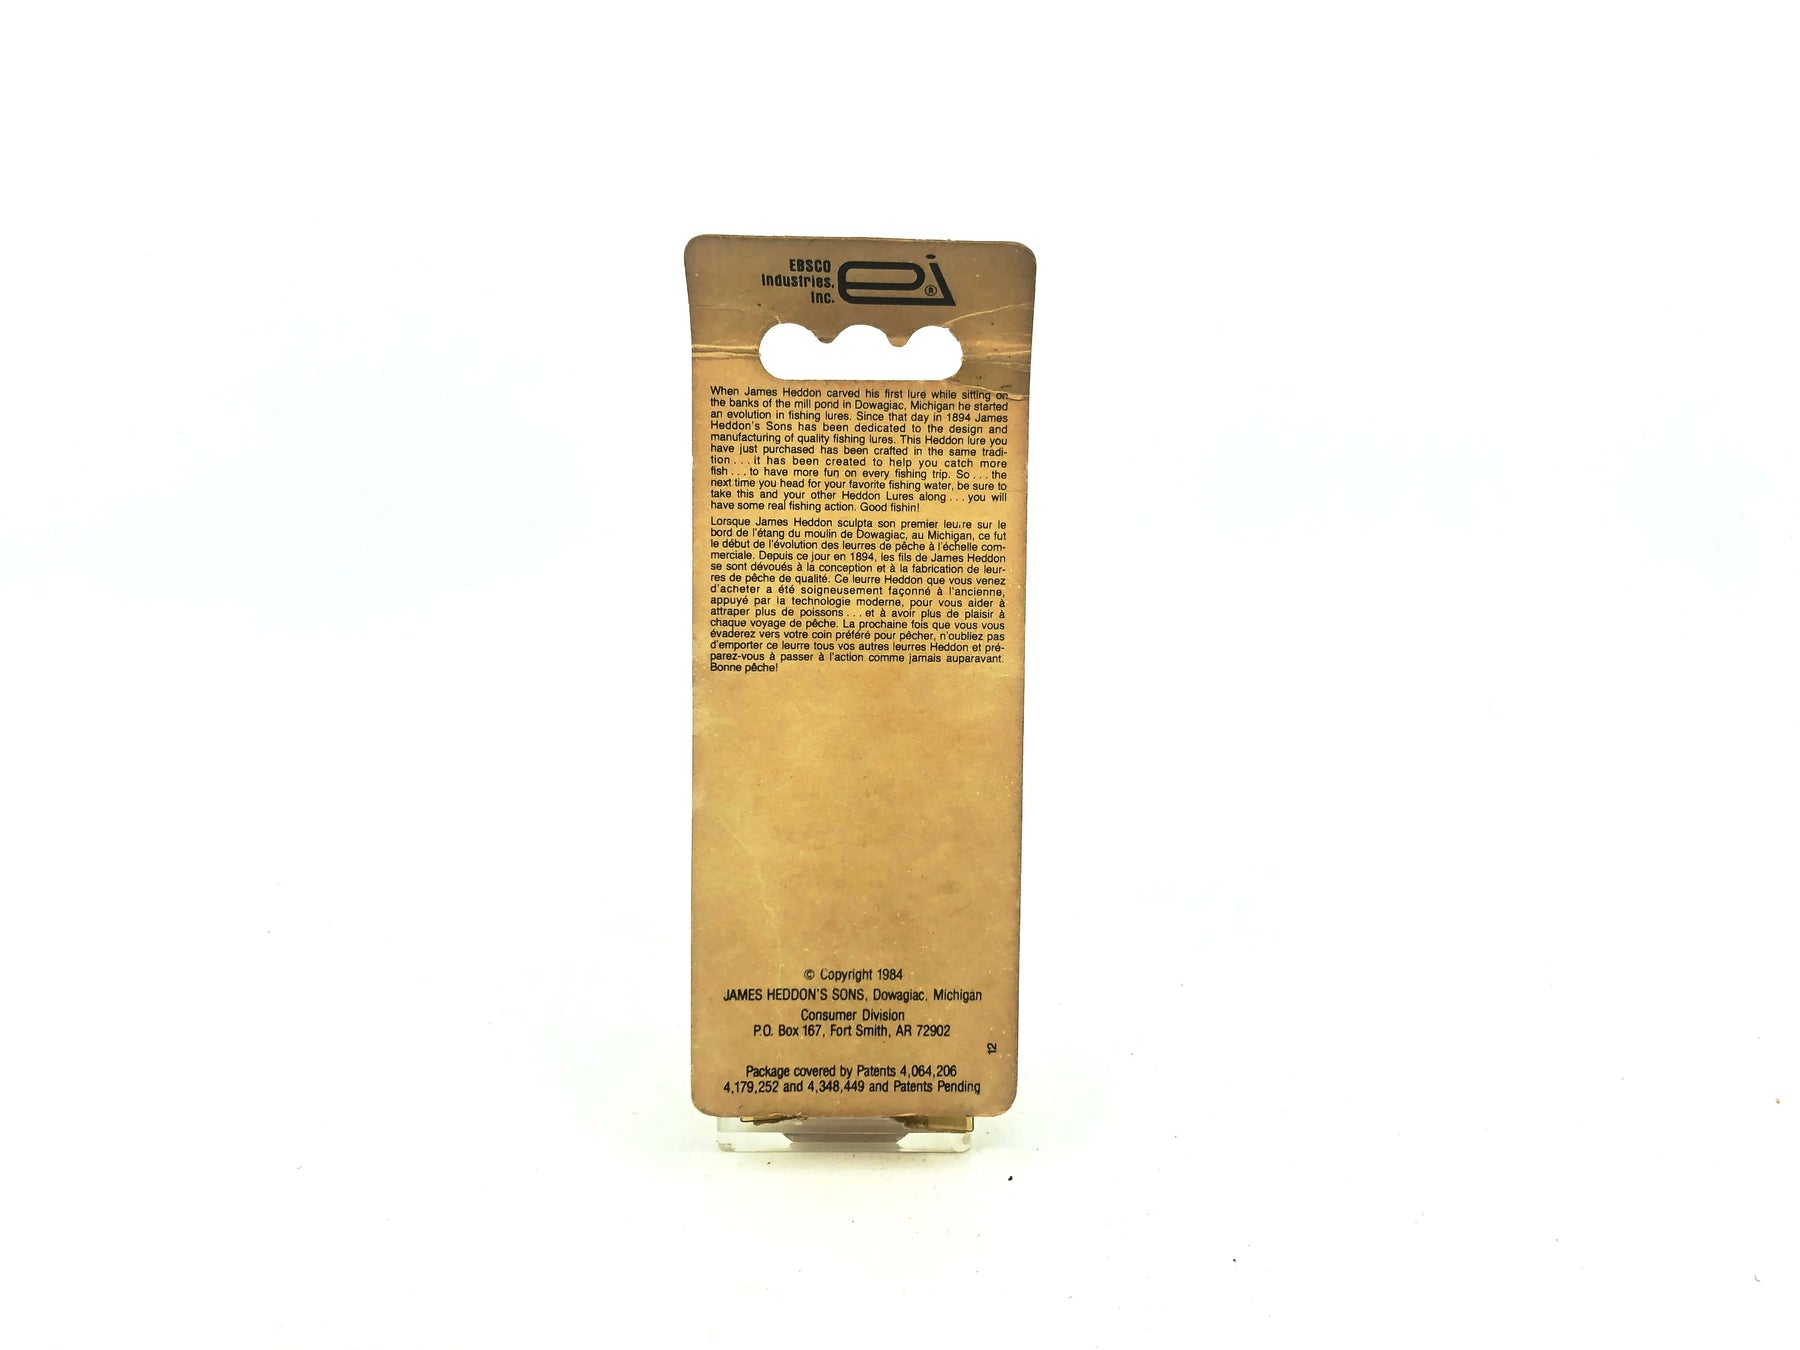 EBSCO
Industries,
Inc.
ei®
When James Heddon carved his first lure while sitting on
the banks of the mill pond in Dowagiac, Michigan he started
an evolution in fishing lures. Since that day in 1894 James
Heddon's Sons has been dedicated to the design and
manufacturing of quality fishing lures. This Heddon lure you
have just purchased has been crafted in the same tradi-
tion . . . it has been created to help you catch more
fish . . . to have more fun on every fishing trip. So . . . the
next time you head for your favorite fishing water, be sure to
take this and your other Heddon Lures along . . . you will
have some real fishing action. Good fishin!
Lorsque James Heddon sculpta son premier leurre sur le
bord de l'étang du moulin de Dowagiac, au Michigan, ce fut
le début de l'évolution des leurres de pêche à l'échelle com-
merciale. Depuis ce jour en 1894, les fils de James Heddon
se sont dévoués à la conception et à la fabrication de leur-
res de pêche de qualité. Ce leurre Heddon que vous venez
d'acheter a été soigneusement façonné à l'ancienne,
appuyé par la technologie moderne, pour vous aider à
attraper plus de poissons . . . et à avoir plus de plaisir à
chaque voyage de pêche. La prochaine fois que vous vous
évaderez vers votre coin préféré pour pêcher, n'oubliez pas
d'emporter ce leurre tous vos autres leurres Heddon et pré-
parez-vous à passer à l'action comme jamais auparavant.
Bonne pêche!
© Copyright 1984
JAMES HEDDON'S SONS, Dowagiac, Michigan
Consumer Division
P.O. Box 167, Fort Smith, AR 72902
12
Package covered by Patents 4,064,206
4,179,252 and 4,348,449 and Patents Pending